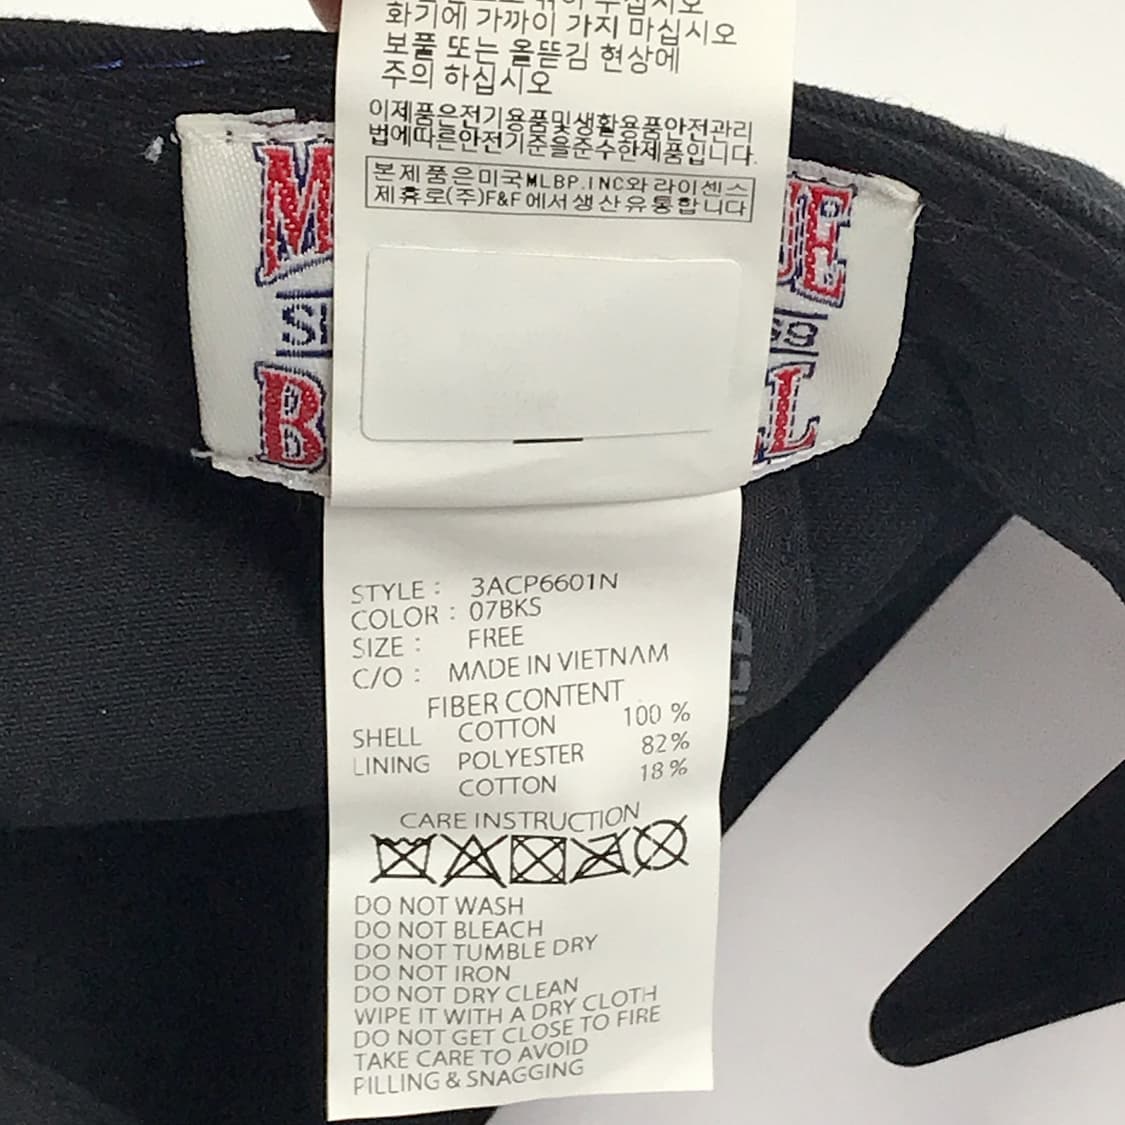 화기에 가까이 가지 마십시오
보풀 또는 올뜯김 현상에
주의 하십시오
이제품은전기용품및생활용품안전관리
법에따른안전기준을준수한제품입니다.
본제품은미국MLBP.INC와 라이센스
제휴로(주)F&F에서생산유통합니다
STYLE : 3ACP6601N
COLOR : 07BKS
SIZE : FREE
C/O : MADE IN VIETNAM
FIBER CONTENT
SHELL COTTON 100 %
LINING POLYESTER 82%
COTTON 18%
CARE INSTRUCTION
DO NOT WASH
DO NOT BLEACH
DO NOT TUMBLE DRY
DO NOT IRON
DO NOT DRY CLEAN
WIPE IT WITH A DRY CLOTH
DO NOT GET CLOSE TO FIRE
TAKE CARE TO AVOID
PILLING & SNAGGING